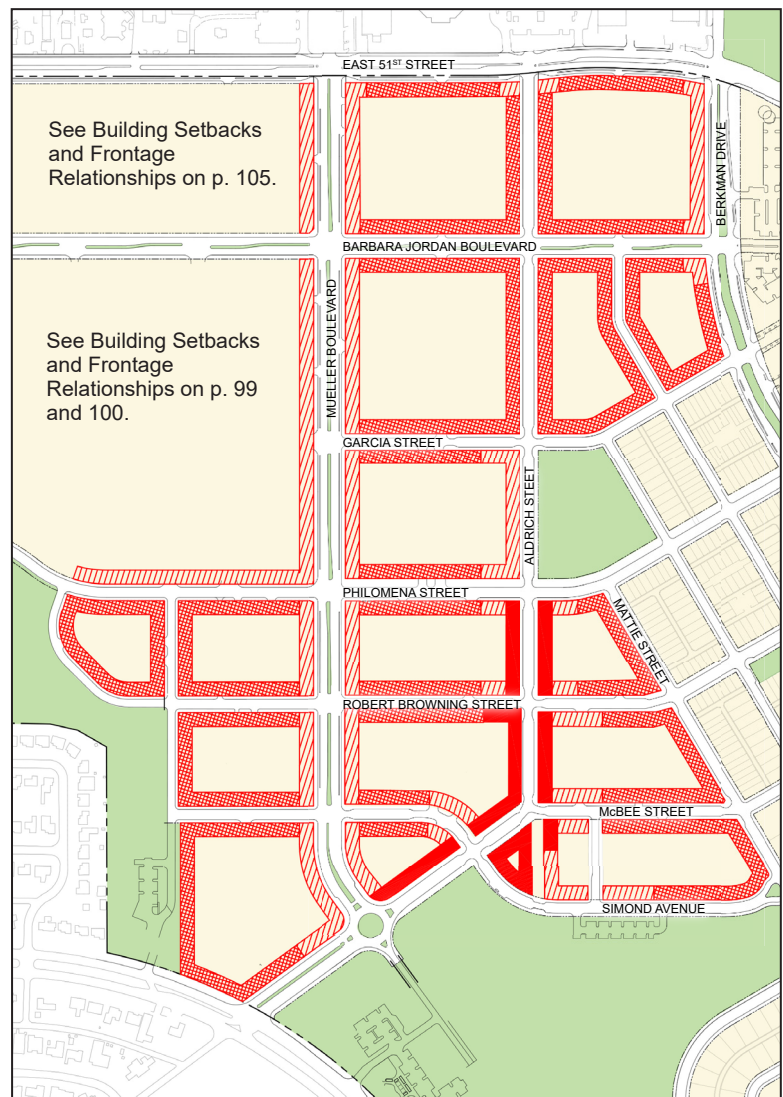 EAST 51ST STREET
See Building Setbacks
and Frontage
Relationships on p. 105.
BERKMAN DRIVE
BARBARA JORDAN BOULEVARD
See Building Setbacks
and Frontage
Relationships on p. 99
and 100.
MUELLER BOULEVARD
GARCIA STREET
ALDRICH STEET
PHILOMENA STREET
MATTIE STREET
ROBERT BROWNING STREET
McBEE STREET
SIMOND AVENUE